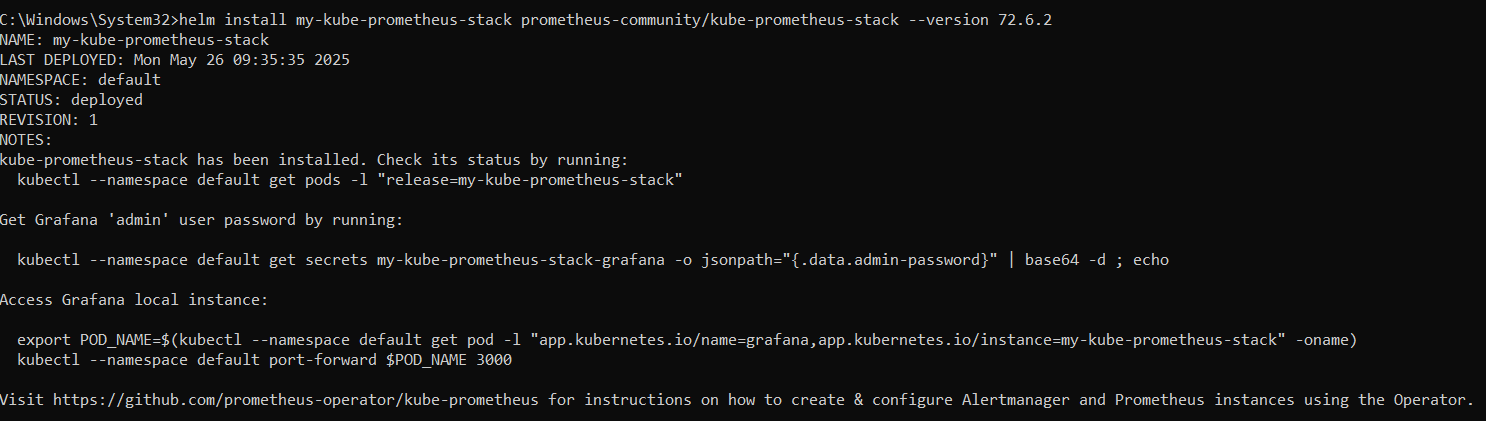 C:\Windows\System32>helm install my-kube-prometheus-stack prometheus-community/kube-prometheus-stack --version 72.6.2
NAME: my-kube-prometheus-stack
LAST DEPLOYED: Mon May 26 09:35:35 2025
NAMESPACE: default
STATUS: deployed
REVISION: 1
NOTES:
kube-prometheus-stack has been installed. Check its status by running:
  kubectl --namespace default get pods -l "release=my-kube-prometheus-stack"

Get Grafana 'admin' user password by running:

  kubectl --namespace default get secrets my-kube-prometheus-stack-grafana -o jsonpath="{.data.admin-password}" | base64 -d ; echo

Access Grafana local instance:

  export POD_NAME=$(kubectl --namespace default get pod -l "app.kubernetes.io/name=grafana,app.kubernetes.io/instance=my-kube-prometheus-stack" -oname)
  kubectl --namespace default port-forward $POD_NAME 3000

Visit https://github.com/prometheus-operator/kube-prometheus for instructions on how to create & configure Alertmanager and Prometheus instances using the Operator.